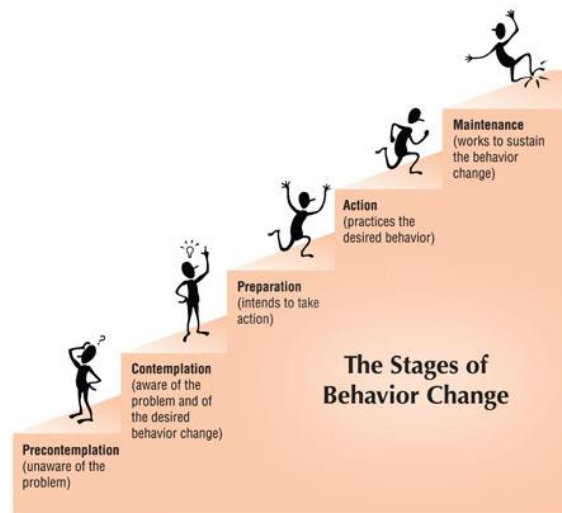 Maintenance
(works to sustain
the behavior
change)
Action
(practices the
desired behavior)
Preparation
(intends to take
action)
The Stages of
Behavior Change
?
Contemplation
(aware of the
problem and of
the desired
behavior change)
Precontemplation
(unaware of the
problem)